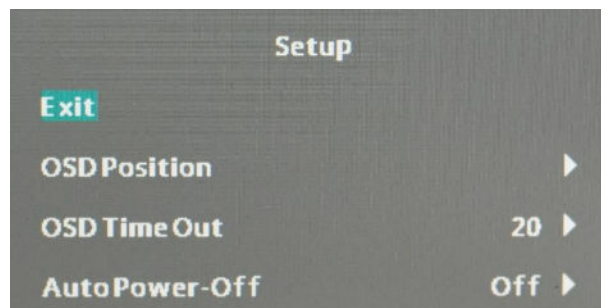 Setup
Exit
OSD Position
OSD Time Out 20
Auto Power-Off Off